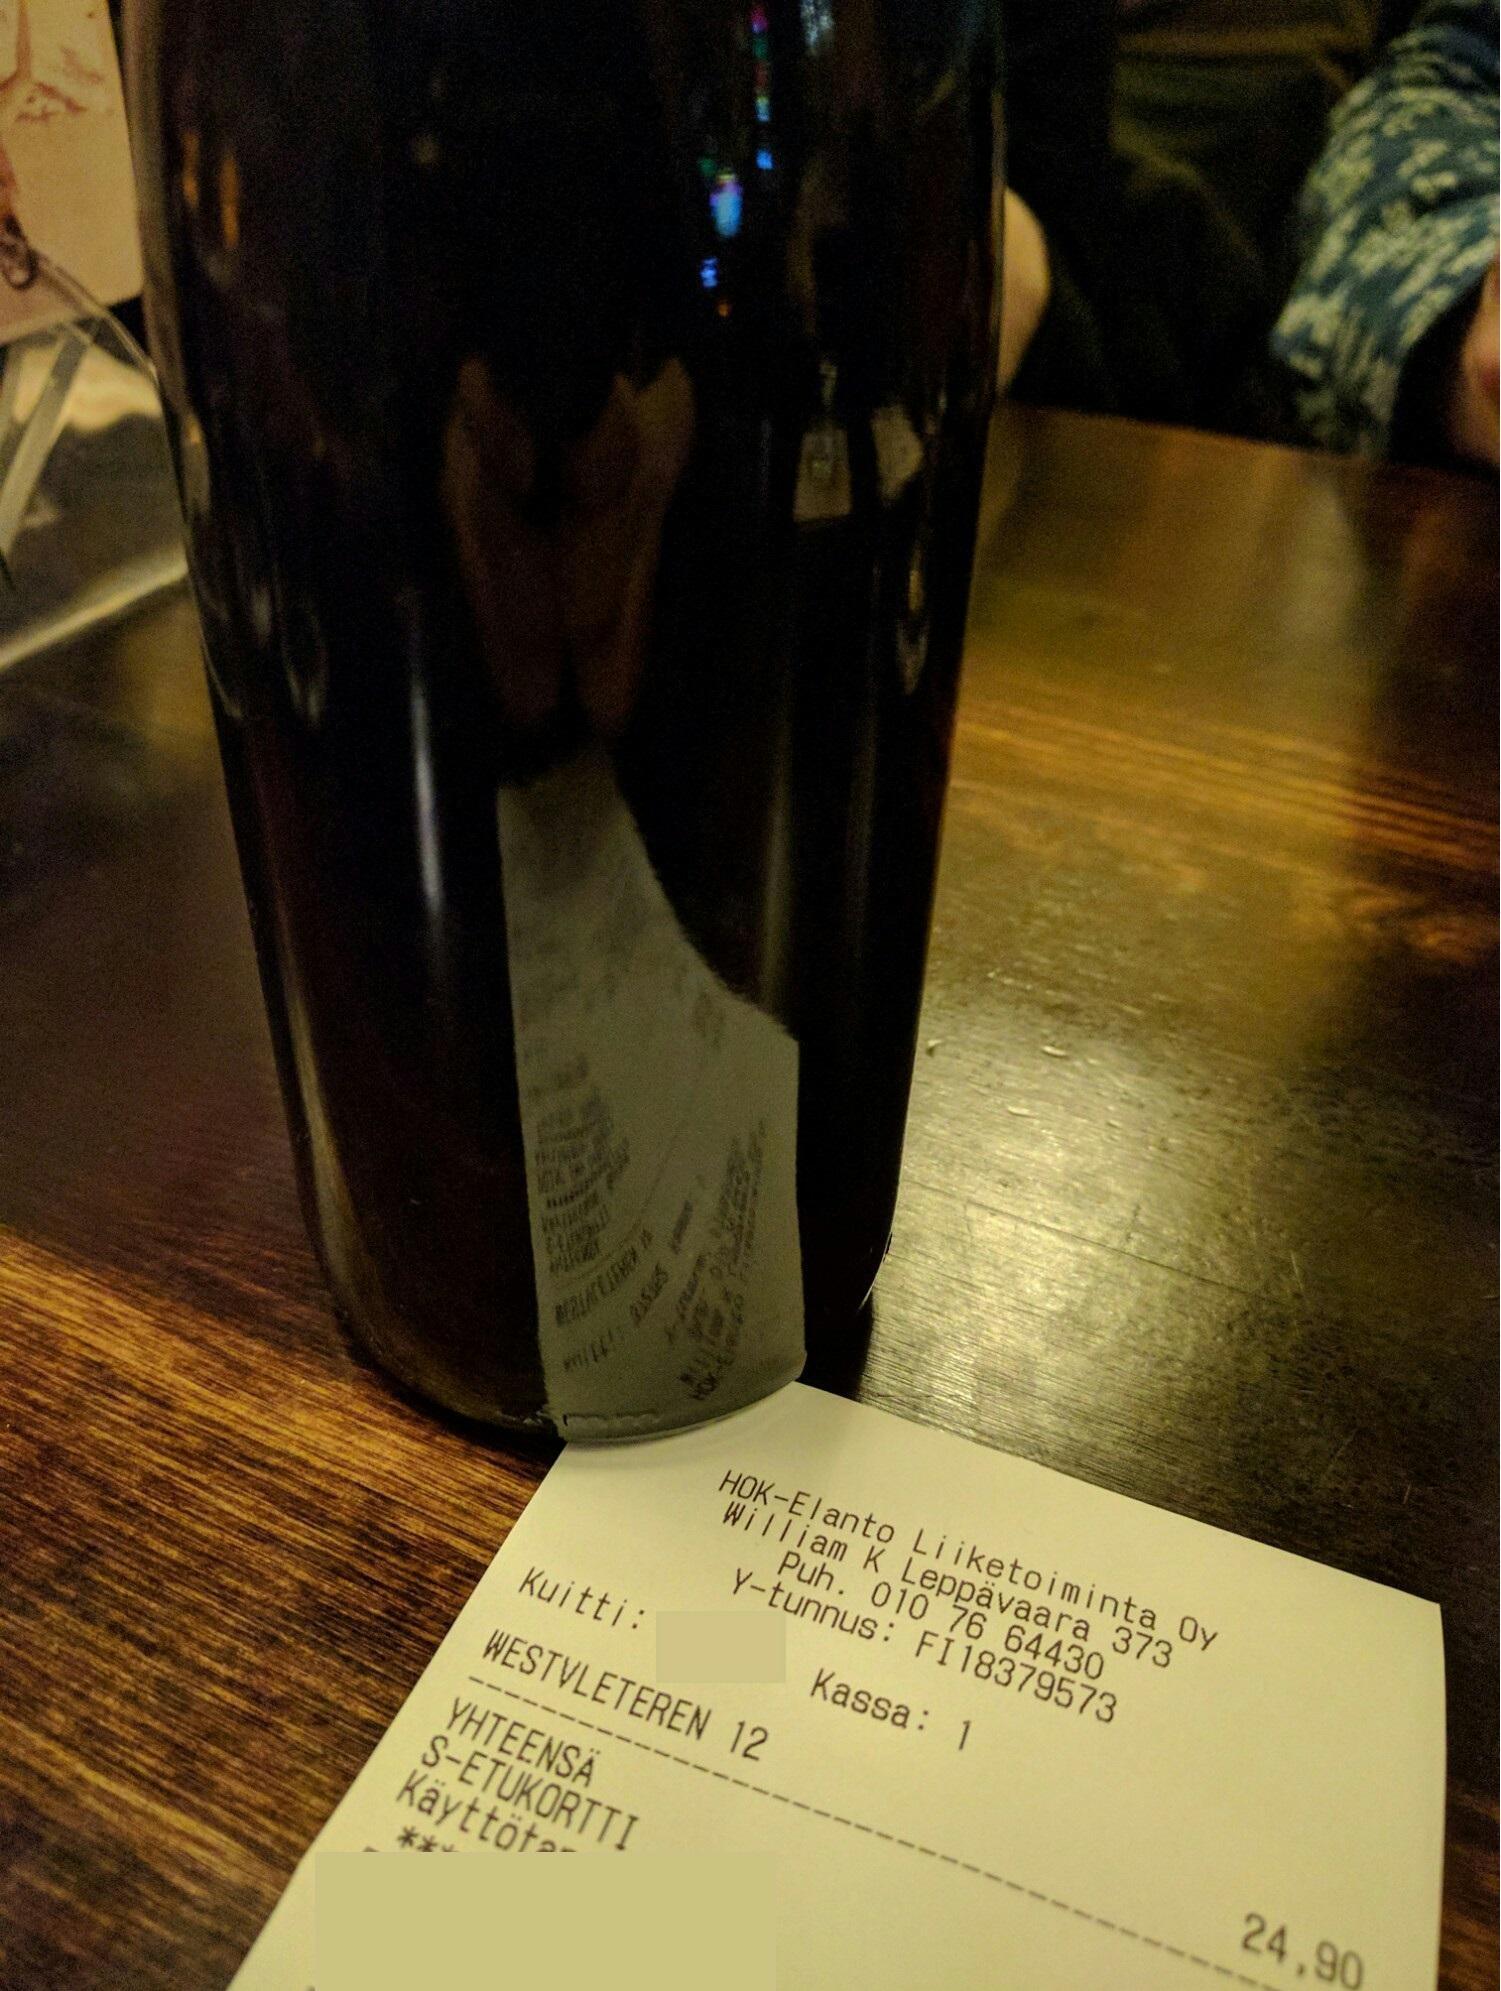 HOK-Elanto Liiketoiminta Oy
William K Leppävaara 373
Puh. 010 76 64430
Y-tunnus: FI18379573
Kuitti: Kassa: 1
WESTVLETEREN 12 24,90
YHTEENSÄ
S-ETUKORTTI